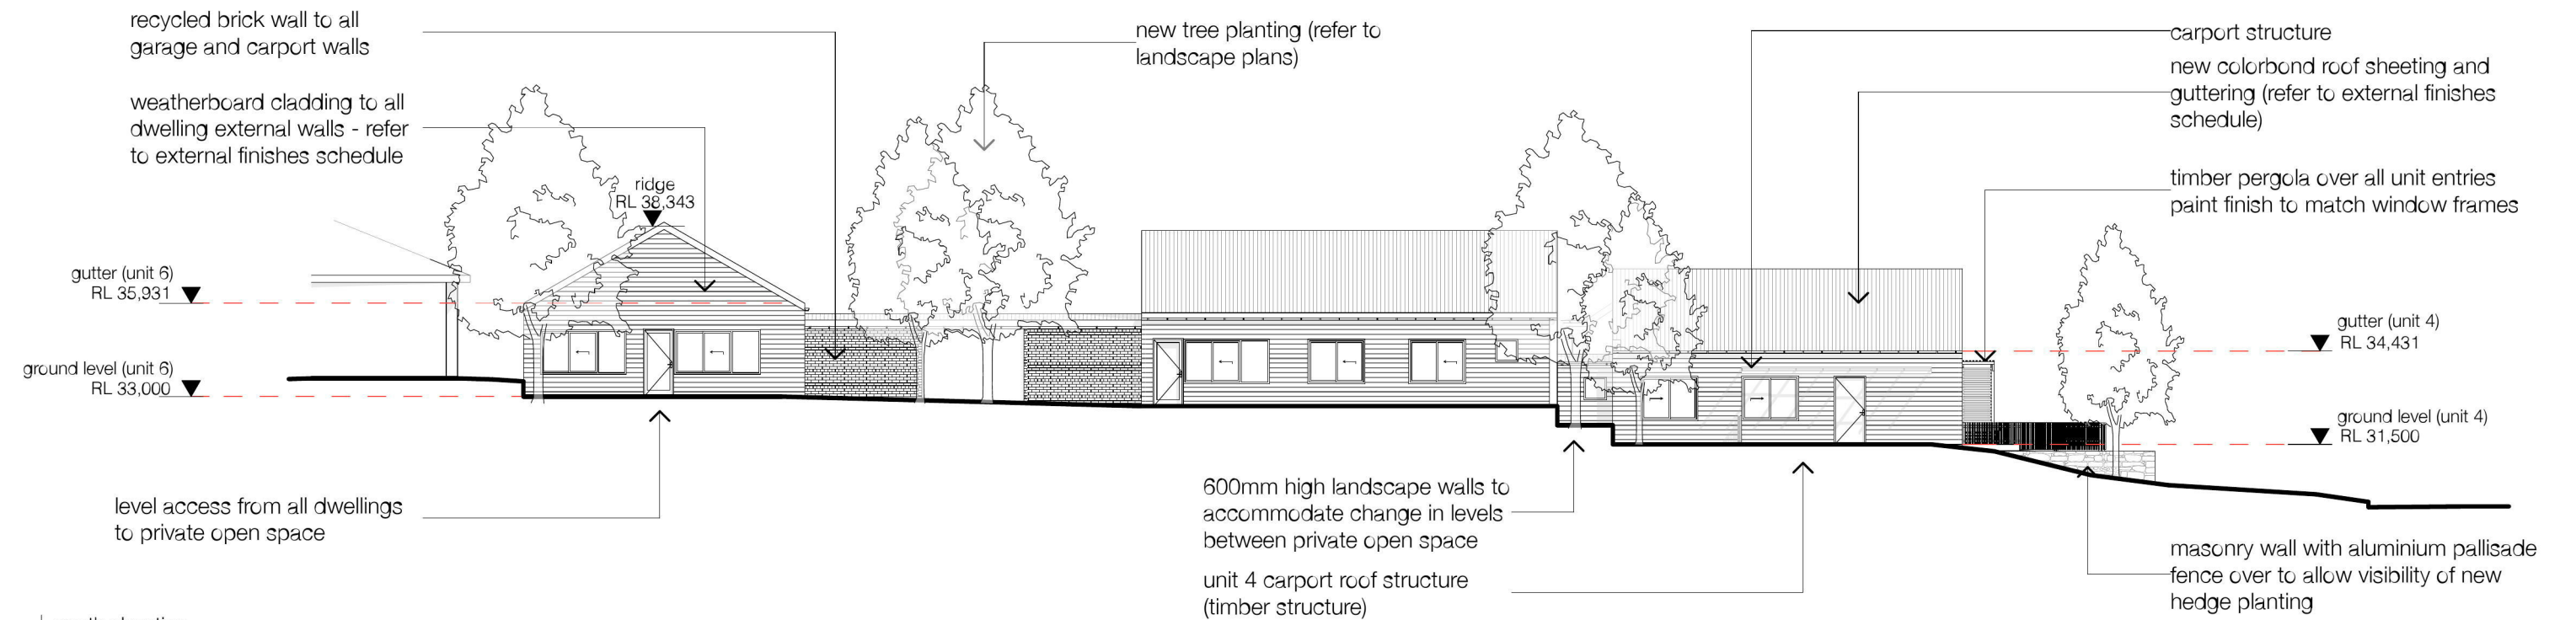 recycled brick wall to all
garage and carport walls
weatherboard cladding to all
dwelling external walls - refer
to external finishes schedule
new tree planting (refer to
landscape plans)
carport structure
new colorbond roof sheeting and
guttering (refer to external finishes
schedule)
timber pergola over all unit entries
paint finish to match window frames
ridge
RL 38,343
gutter (unit 6)
RL 35,931
ground level (unit 6)
RL 33,000
gutter (unit 4)
RL 34,431
ground level (unit 4)
RL 31,500
level access from all dwellings
to private open space
600mm high landscape walls to
accommodate change in levels
between private open space
unit 4 carport roof structure
(timber structure)
masonry wall with aluminium pallisade
fence over to allow visibility of new
hedge planting